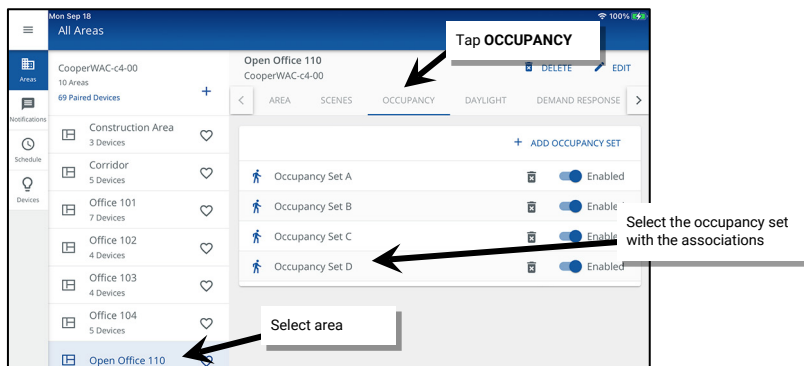 Mon Sep 18
100%
All Areas
Tap OCCUPANCY
Areas
Notifications
Schedule
Devices
CooperWAC-c4-00
10 Areas
69 Paired Devices
+
Construction Area
3 Devices
Corridor
5 Devices
Office 101
7 Devices
Office 102
4 Devices
Office 103
4 Devices
Office 104
5 Devices
Open Office 110
Open Office 110
CooperWAC-c4-00
DELETE
EDIT
< AREA SCENES OCCUPANCY DAYLIGHT DEMAND RESPONSE >
+ ADD OCCUPANCY SET
Occupancy Set A Enabled
Occupancy Set B
Occupancy Set C
Occupancy Set D Enabled
Select the occupancy set
with the associations
Select area